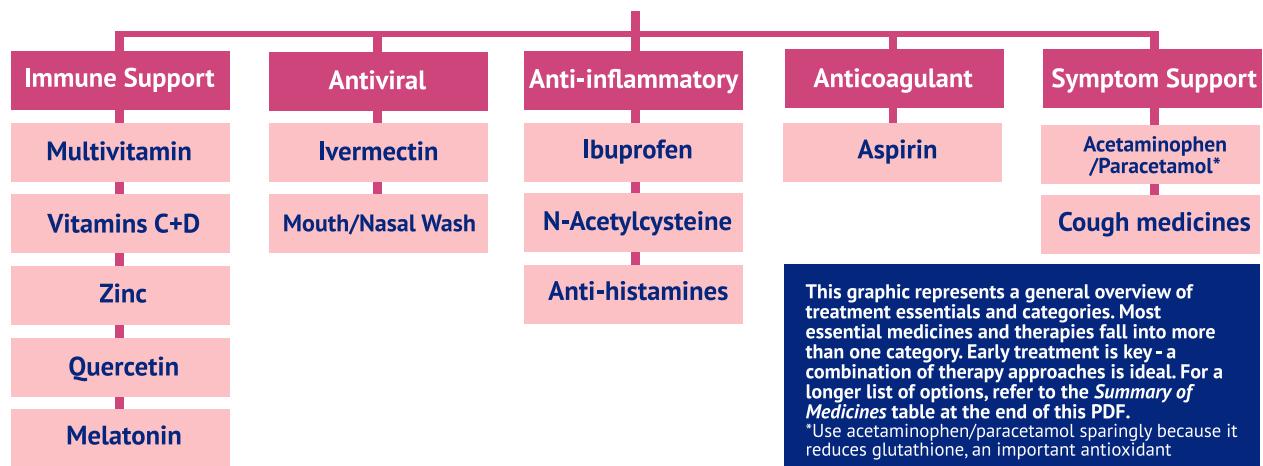 Immune Support
Multivitamin
Vitamins C+D
Zinc
Quercetin
Melatonin
Antiviral
Ivermectin
Mouth/Nasal Wash
Anti-inflammatory
Ibuprofen
N-Acetylcysteine
Anti-histamines
Anticoagulant
Aspirin
Symptom Support
Acetaminophen
/Paracetamol*
Cough medicines
This graphic represents a general overview of
treatment essentials and categories. Most
essential medicines and therapies fall into more
than one category. Early treatment is key - a
combination of therapy approaches is ideal. For a
longer list of options, refer to the Summary of
Medicines table at the end of this PDF.
*Use acetaminophen/paracetamol sparingly because it
reduces glutathione, an important antioxidant